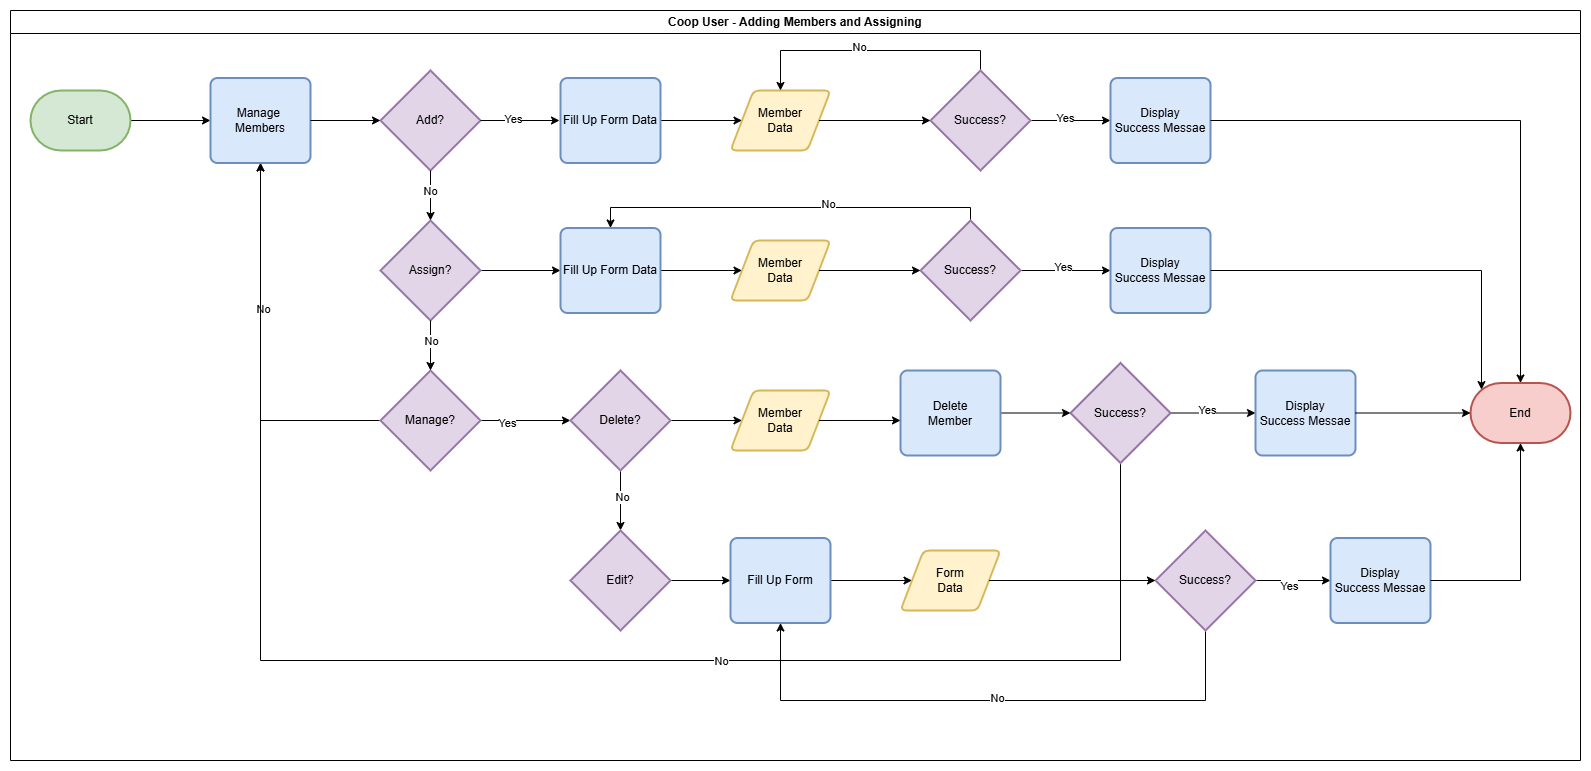 Coop User - Adding Members and Assigning
No
Start
Manage
Members
Add?
Yes
Fill Up Form Data
Member
Data
Success?
Yes
Display
Success Messae
No
No
Assign?
Fill Up Form Data
Member
Data
Success?
Yes
Display
Success Messae
No
No
Manage?
Yes
Delete?
Member
Data
Delete
Member
Success?
Yes
Display
Success Messae
End
No
Edit?
Fill Up Form
Form
Data
Success?
Yes
Display
Success Messae
No
No